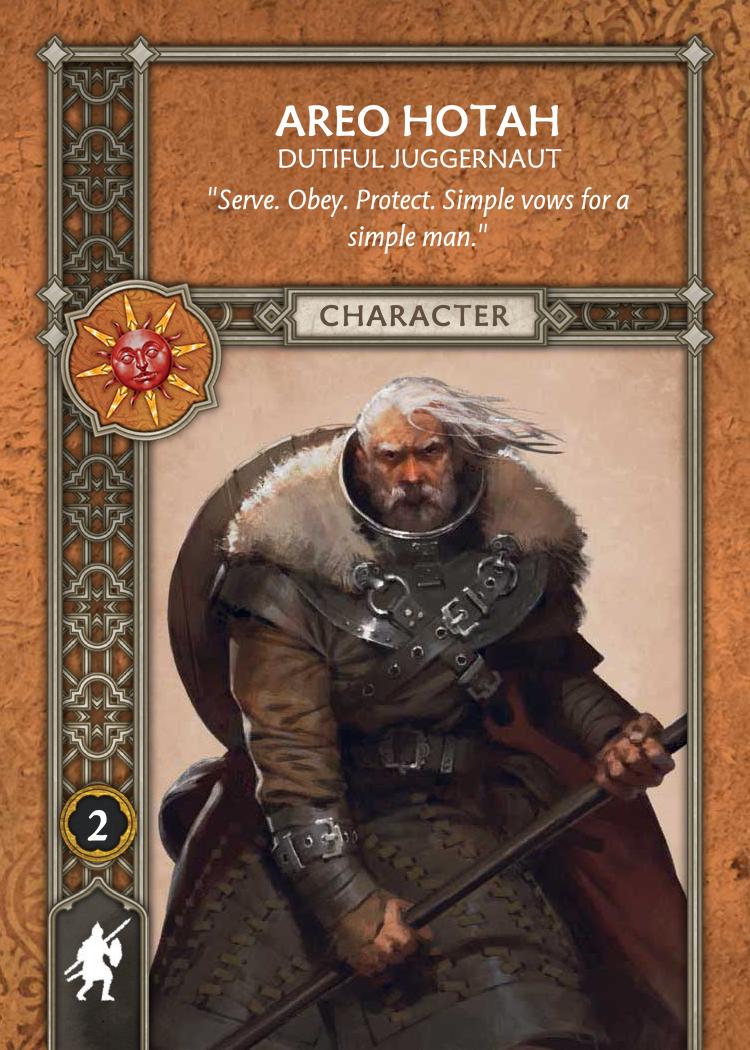 AREO HOTAH
DUTIFUL JUGGERNAUT
"Serve. Obey. Protect. Simple vows for a
simple man."
CHARACTER
2